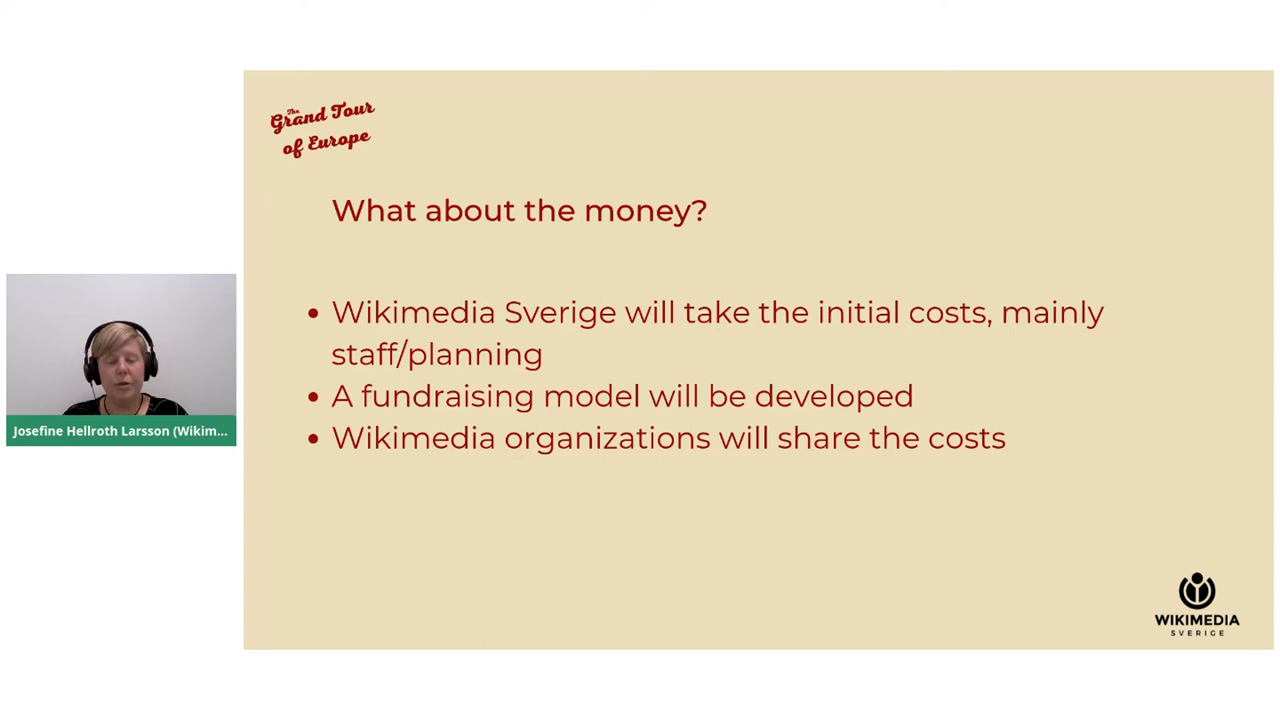 The
Grand Tour
of Europe
What about the money?
• Wikimedia Sverige will take the initial costs, mainly
staff/planning
• A fundraising model will be developed
• Wikimedia organizations will share the costs
Josefine Hellroth Larsson (Wikim...
WIKIMEDIA
SVERIGE